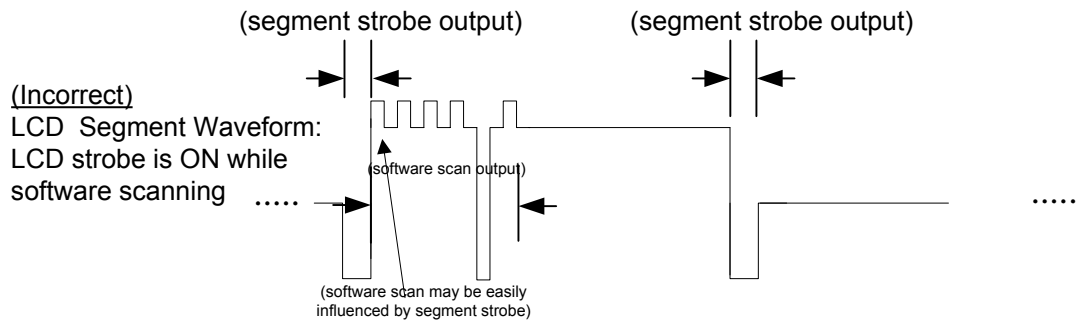 (segment strobe output) (segment strobe output)
(Incorrect)
LCD Segment Waveform:
LCD strobe is ON while
software scanning
(software scan output)
..... .....
(software scan may be easily
influenced by segment strobe)